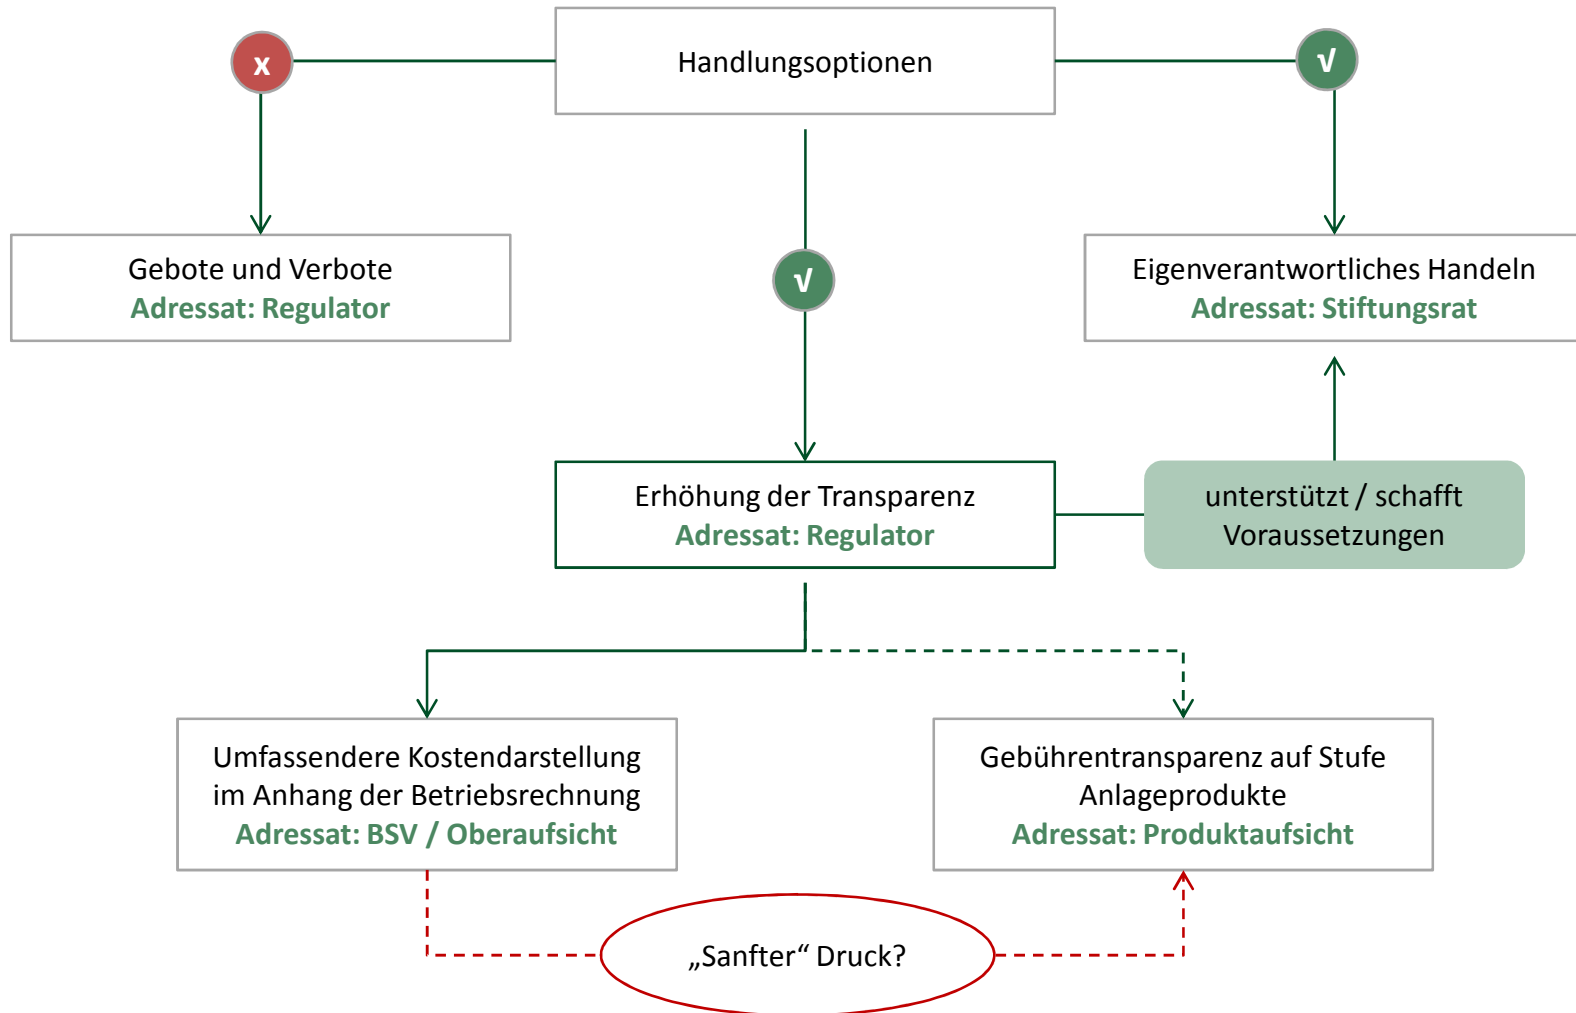 x
Handlungsoptionen
√
Gebote und Verbote
Adressat: Regulator
√
Eigenverantwortliches Handeln
Adressat: Stiftungsrat
Erhöhung der Transparenz
Adressat: Regulator
unterstützt / schafft
Voraussetzungen
Umfassendere Kostendarstellung
im Anhang der Betriebsrechnung
Adressat: BSV / Oberaufsicht
Gebührentransparenz auf Stufe
Anlageprodukte
Adressat: Produktaufsicht
„Sanfter“ Druck?